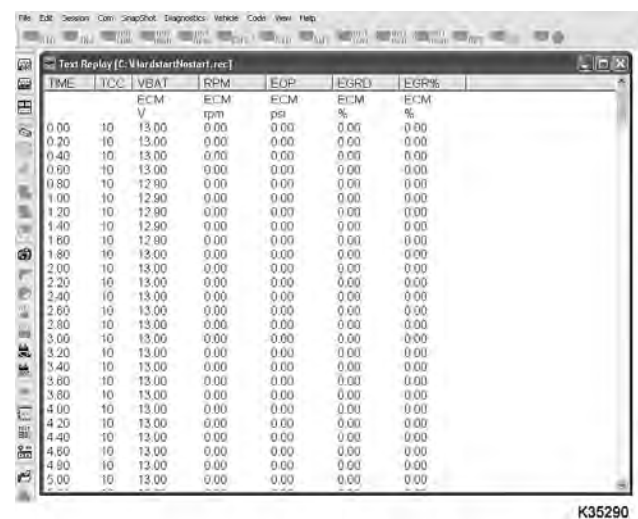 File Edit Session Com SnapShot Diagnostics Vehicle Code View Help
Text Replay [C: \HardstartNostart.rec]
TIME TCC VBAT RPM EOP EGRD EGR%
ECM ECM ECM ECM ECM
V rpm psi % %
0.00 10 13.00 0.00 0.00 0.00 0.00
0.20 10 13.00 0.00 0.00 0.00 0.00
0.40 10 13.00 0.00 0.00 0.00 0.00
0.60 10 13.00 0.00 0.00 0.00 0.00
0.80 10 12.90 0.00 0.00 0.00 0.00
1.00 10 12.90 0.00 0.00 0.00 0.00
1.20 10 12.90 0.00 0.00 0.00 0.00
1.40 10 12.90 0.00 0.00 0.00 0.00
1.60 10 12.90 0.00 0.00 0.00 0.00
1.80 10 13.00 0.00 0.00 0.00 0.00
2.00 10 13.00 0.00 0.00 0.00 0.00
2.20 10 13.00 0.00 0.00 0.00 0.00
2.40 10 13.00 0.00 0.00 0.00 0.00
2.60 10 13.00 0.00 0.00 0.00 0.00
2.80 10 13.00 0.00 0.00 0.00 0.00
3.00 10 13.00 0.00 0.00 0.00 0.00
3.20 10 13.00 0.00 0.00 0.00 0.00
3.40 10 13.00 0.00 0.00 0.00 0.00
3.60 10 13.00 0.00 0.00 0.00 0.00
3.80 10 13.00 0.00 0.00 0.00 0.00
4.00 10 13.00 0.00 0.00 0.00 0.00
4.20 10 13.00 0.00 0.00 0.00 0.00
4.40 10 13.00 0.00 0.00 0.00 0.00
4.60 10 13.00 0.00 0.00 0.00 0.00
4.80 10 13.00 0.00 0.00 0.00 0.00
5.00 10 13.00 0.00 0.00 0.00 0.00
K35290